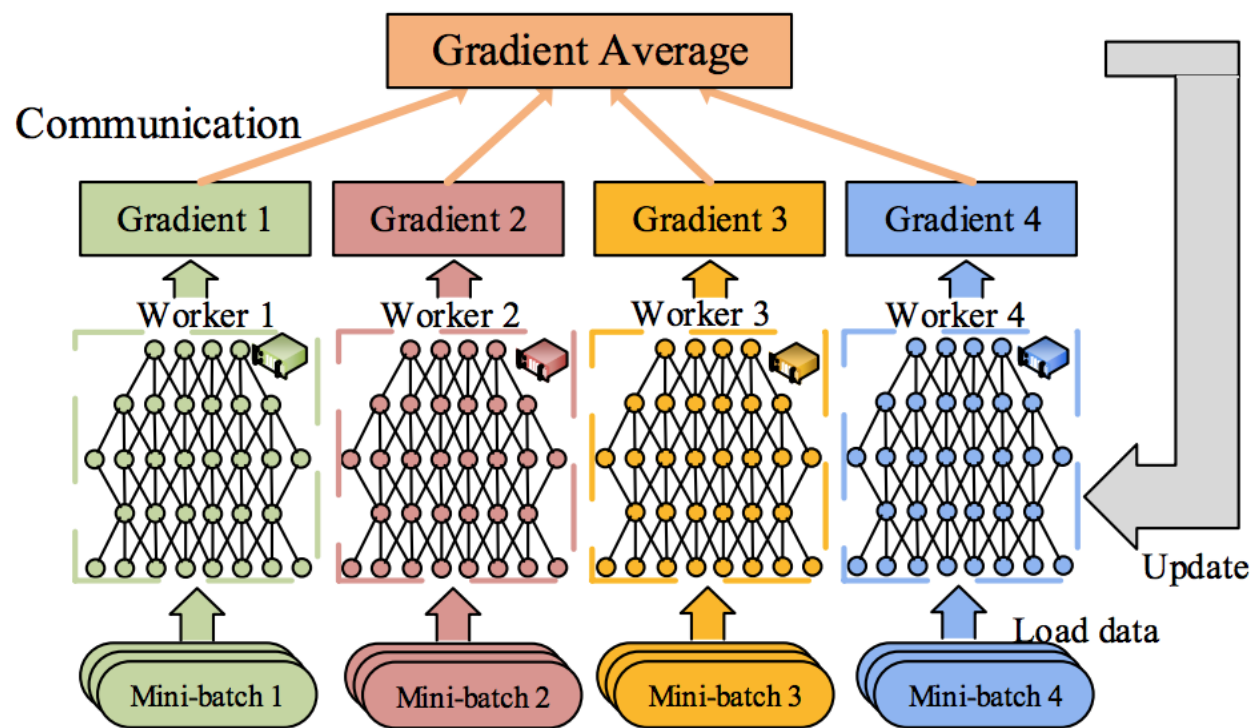 Gradient Average
Communication
Gradient 1
Gradient 2
Gradient 3
Gradient 4
Worker 1
Worker 2
Worker 3
Worker 4
Update
Load data
Mini-batch 1
Mini-batch 2
Mini-batch 3
Mini-batch 4